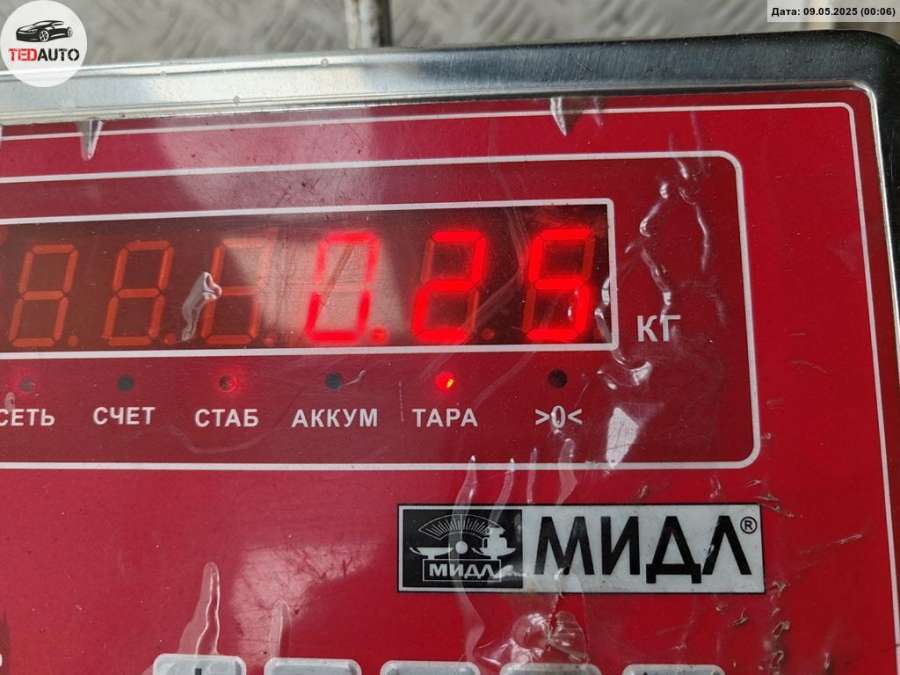 TEDAUTO
Дата: 09.05.2025 (00:06)
0.25
КГ
СЕТЬ СЧЕТ СТАБ АККУМ ТАРА >0<
МИДЛ МИДЛ®